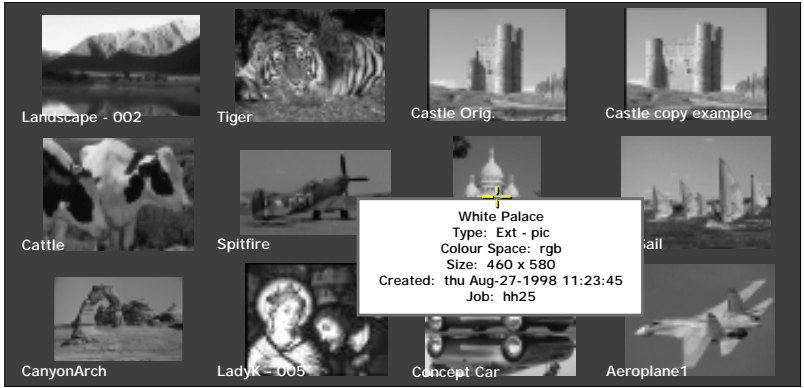 Landscape - 002
Tiger
Castle Orig.
Castle copy example
Cattle
Spitfire
Sail
White Palace
Type: Ext - pic
Colour Space: rgb
Size: 460 x 580
Created: thu Aug-27-1998 11:23:45
Job: hh25
CanyonArch
LadyK - 005
Concept Car
Aeroplane1